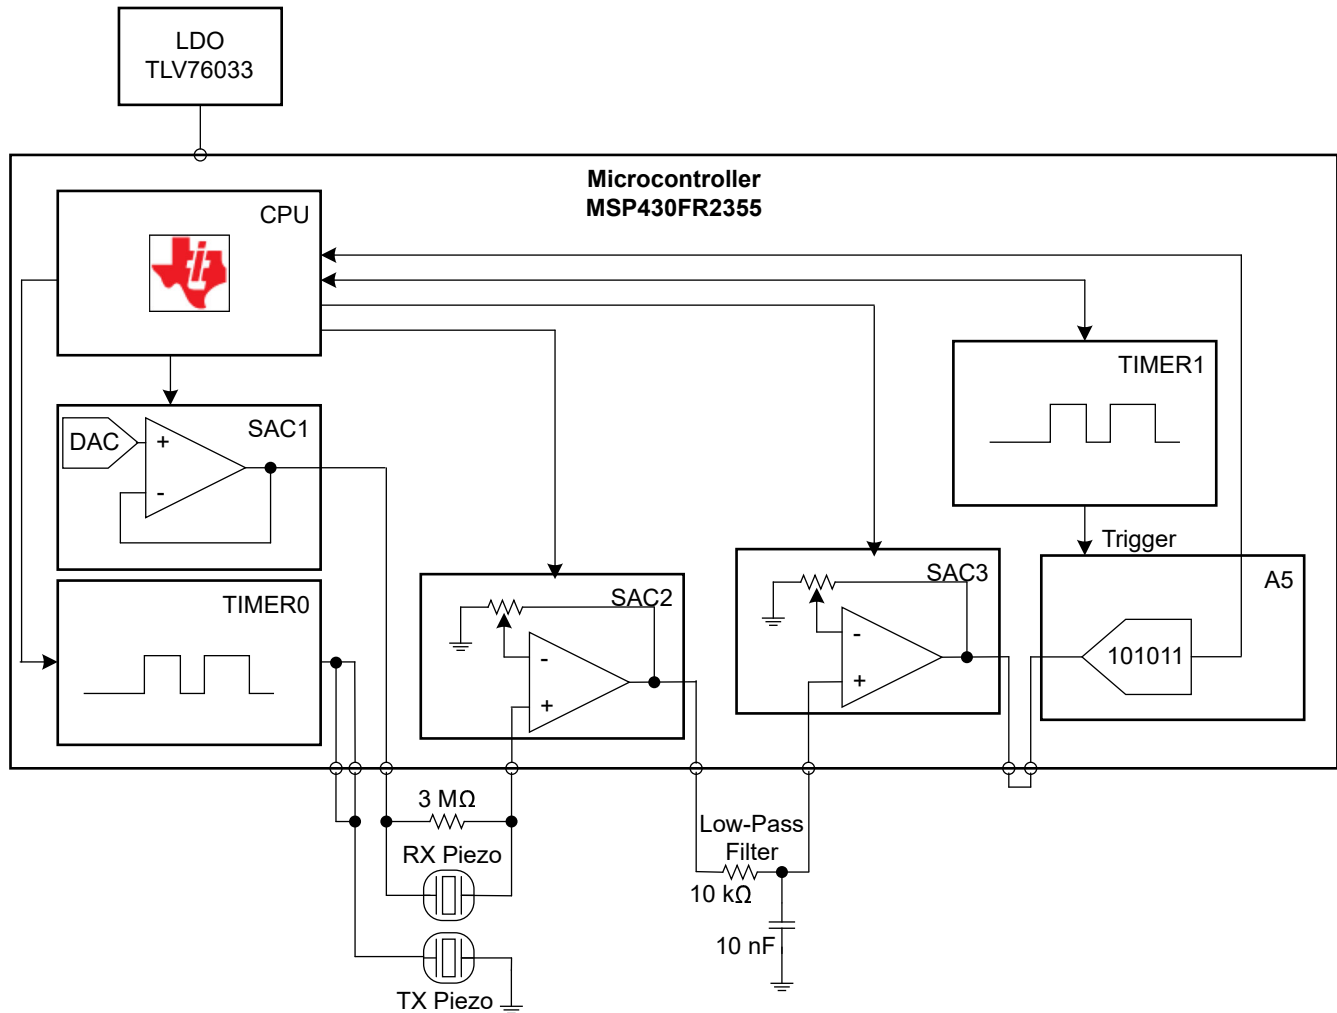 LDO
TLV76033
Microcontroller
MSP430FR2355
CPU
TIMER1
DAC
+
-
SAC1
Trigger
SAC2
-
+
SAC3
-
+
A5
101011
TIMER0
3 MΩ
RX Piezo
TX Piezo
Low-Pass
Filter
10 kΩ
10 nF